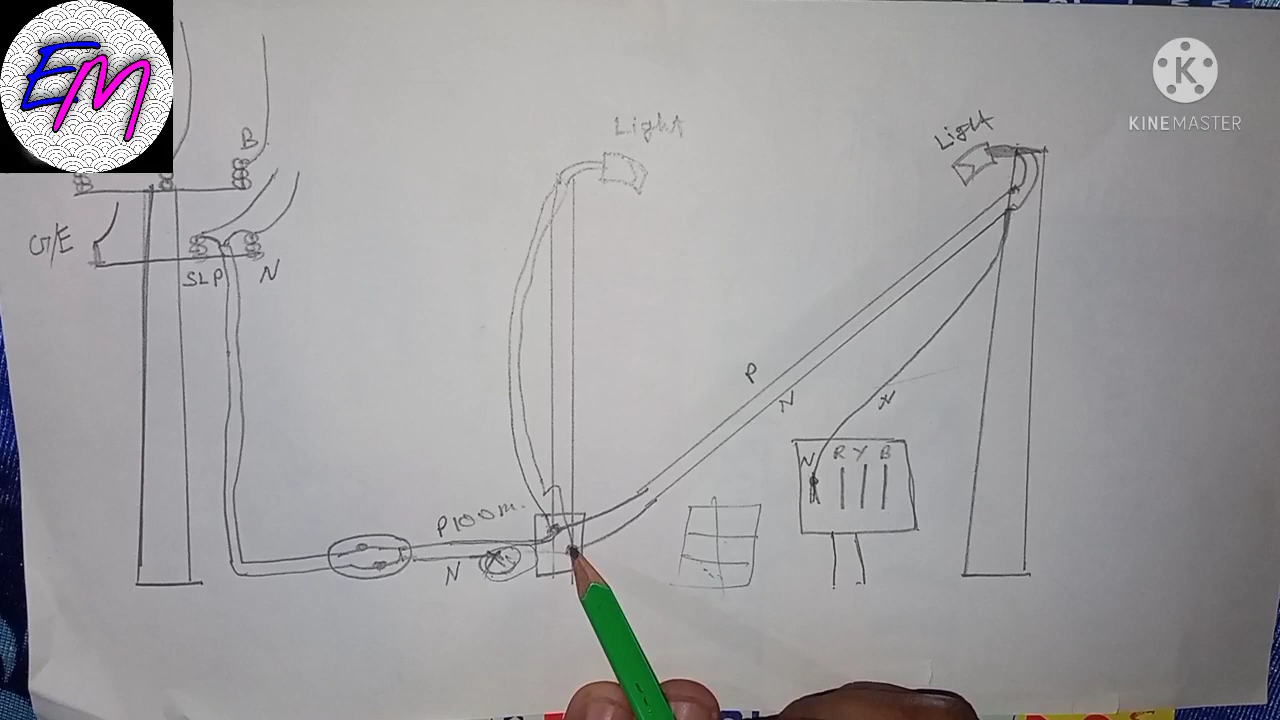 EM
K
KINEMASTER
Light
Light
B
G/E
SLP
N
P
N
N
N R Y B
P100m.
N